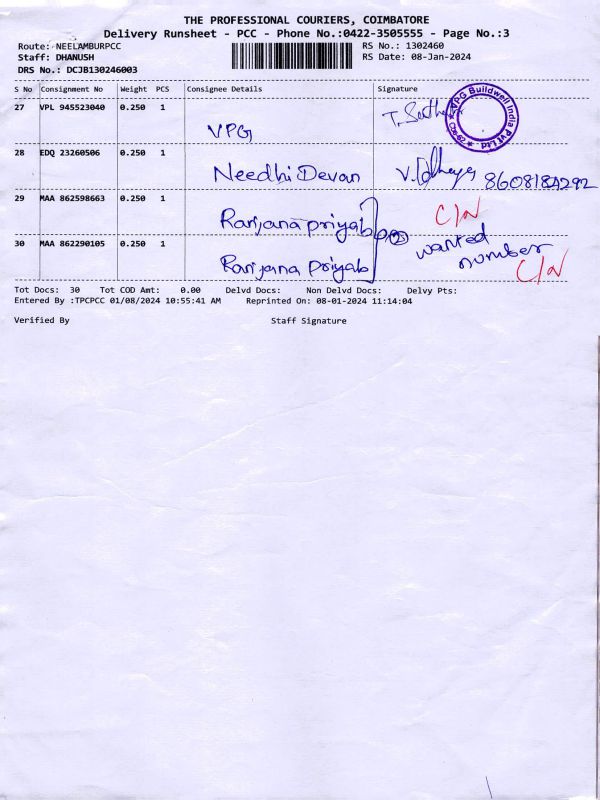 THE PROFESSIONAL COURIERS, COIMBATORE
Delivery Runsheet - PCC - Phone No.:0422-3505555 - Page No.:3
Route: NEELAMBURPCC RS No.: 1302460
Staff: DHANUSH RS Date: 08-Jan-2024
DRS No.: DCJB130246003
S No Consignment No Weight PCS Consignee Details Signature
27 VPL 945523040 0.250 1 VPG
VPG Buildwell India Pvt Ltd
28 EDQ 23260506 0.250 1 Needhi Devan 8608184292
29 MAA 862598663 0.250 1 Ranjana priyab C/N
wanted number
30 MAA 862290105 0.250 1 Ranjana Priyab C/N
Tot Docs: 30 Tot COD Amt: 0.00 Delvd Docs: Non Delvd Docs: Delvy Pts:
Entered By :TPCPCC 01/08/2024 10:55:41 AM Reprinted On: 08-01-2024 11:14:04
Verified By Staff Signature